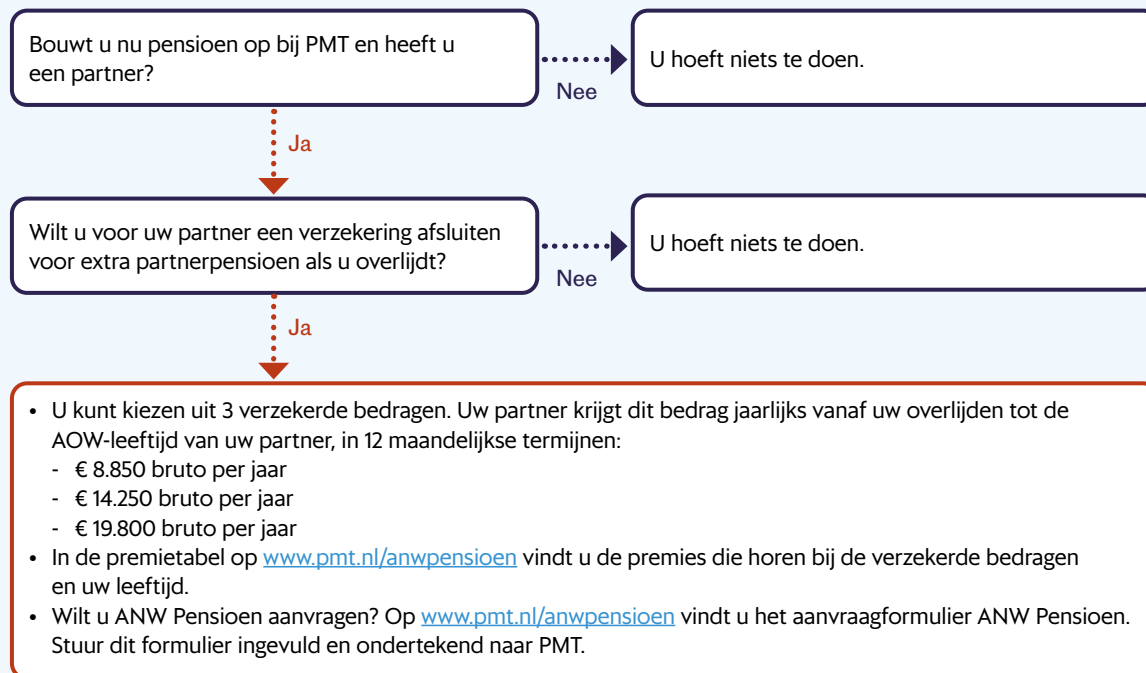 Bouwt u nu pensioen op bij PMT en heeft u
een partner?
Nee
U hoeft niets te doen.
Ja
Wilt u voor uw partner een verzekering afsluiten
voor extra partnerpensioen als u overlijdt?
Nee
U hoeft niets te doen.
Ja
• U kunt kiezen uit 3 verzekerde bedragen. Uw partner krijgt dit bedrag jaarlijks vanaf uw overlijden tot de
AOW-leeftijd van uw partner, in 12 maandelijkse termijnen:
- € 8.850 bruto per jaar
- € 14.250 bruto per jaar
- € 19.800 bruto per jaar
• In de premietabel op www.pmt.nl/anwpensioen vindt u de premies die horen bij de verzekerde bedragen
en uw leeftijd.
• Wilt u ANW Pensioen aanvragen? Op www.pmt.nl/anwpensioen vindt u het aanvraagformulier ANW Pensioen.
Stuur dit formulier ingevuld en ondertekend naar PMT.